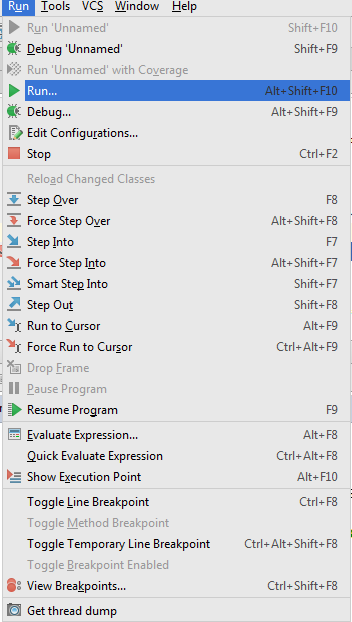 Run Tools VCS Window Help
Run 'Unnamed' Shift+F10
Debug 'Unnamed' Shift+F9
Run 'Unnamed' with Coverage
Run... Alt+Shift+F10
Debug... Alt+Shift+F9
Edit Configurations...
Stop Ctrl+F2
Reload Changed Classes
Step Over F8
Force Step Over Alt+Shift+F8
Step Into F7
Force Step Into Alt+Shift+F7
Smart Step Into Shift+F7
Step Out Shift+F8
Run to Cursor Alt+F9
Force Run to Cursor Ctrl+Alt+F9
Drop Frame
Pause Program
Resume Program F9
Evaluate Expression... Alt+F8
Quick Evaluate Expression Ctrl+Alt+F8
Show Execution Point Alt+F10
Toggle Line Breakpoint Ctrl+F8
Toggle Method Breakpoint
Toggle Temporary Line Breakpoint Ctrl+Alt+Shift+F8
Toggle Breakpoint Enabled
View Breakpoints... Ctrl+Shift+F8
Get thread dump